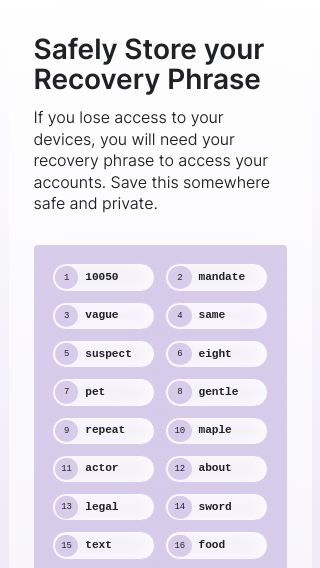 Safely Store your
Recovery Phrase
If you lose access to your
devices, you will need your
recovery phrase to access your
accounts. Save this somewhere
safe and private.
1 10050 2 mandate
3 vague 4 same
5 suspect 6 eight
7 pet 8 gentle
9 repeat 10 maple
11 actor 12 about
13 legal 14 sword
15 text 16 food